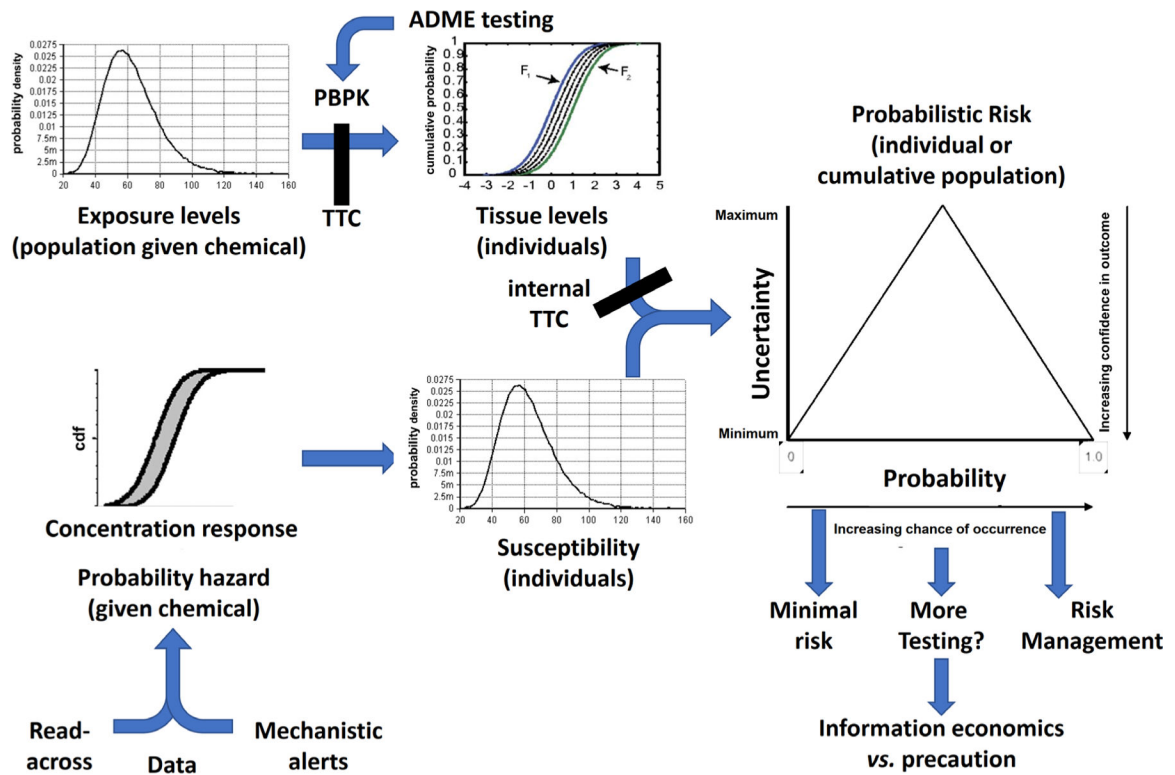 ADME testing
PBPK
TTC
probability density
0.0275
0.025
0.0225
0.02
0.0175
0.015
0.0125
0.01
7.5m
5m
2.5m
0
20 40 60 80 100 120 140 160
Exposure levels
(population given chemical)
cumulative probability
1
0.9
0.8
0.7
0.6
0.5
0.4
0.3
0.2
0.1
0
-4 -3 -2 -1 0 1 2 3 4 5
F1
F2
Tissue levels
(individuals)
internal
TTC
cdf
Concentration response
Probability hazard
(given chemical)
Read-
across
Data
Mechanistic
alerts
probability density
0.0275
0.025
0.0225
0.02
0.0175
0.015
0.0125
0.01
7.5m
5m
2.5m
0
20 40 60 80 100 120 140 160
Susceptibility
(individuals)
Probabilistic Risk
(individual or
cumulative population)
Maximum
Uncertainty
Minimum
Increasing confidence in outcome
0
1.0
Probability
Increasing chance of occurrence
Minimal
risk
More
Testing?
Risk
Management
Information economics
vs. precaution